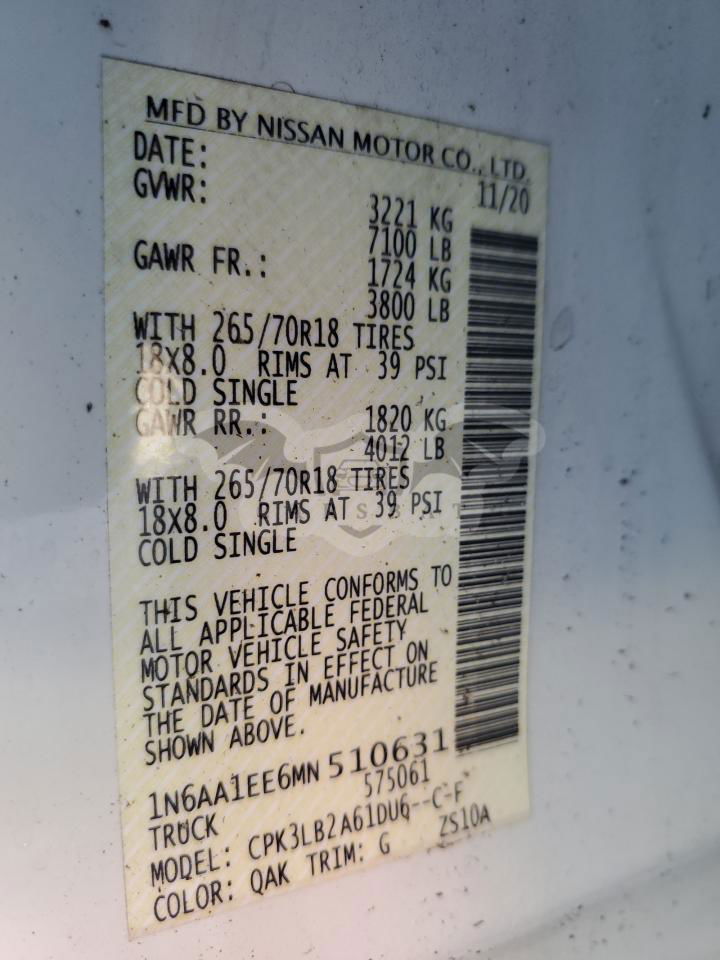 MFD BY NISSAN MOTOR CO., LTD.
DATE: 11/20
GVWR: 3221 KG
7100 LB
GAWR FR.: 1724 KG
3800 LB
WITH 265/70R18 TIRES
18X8.0 RIMS AT 39 PSI
COLD SINGLE
GAWR RR.: 1820 KG
4012 LB
WITH 265/70R18 TIRES
18X8.0 RIMS AT 39 PSI
COLD SINGLE
THIS VEHICLE CONFORMS TO
ALL APPLICABLE FEDERAL
MOTOR VEHICLE SAFETY
STANDARDS IN EFFECT ON
THE DATE OF MANUFACTURE
SHOWN ABOVE.
1N6AA1EE6MN 510631
TRUCK 575061
MODEL: CPK3LB2A61DU6--C-F
COLOR: QAK TRIM: G ZS10A